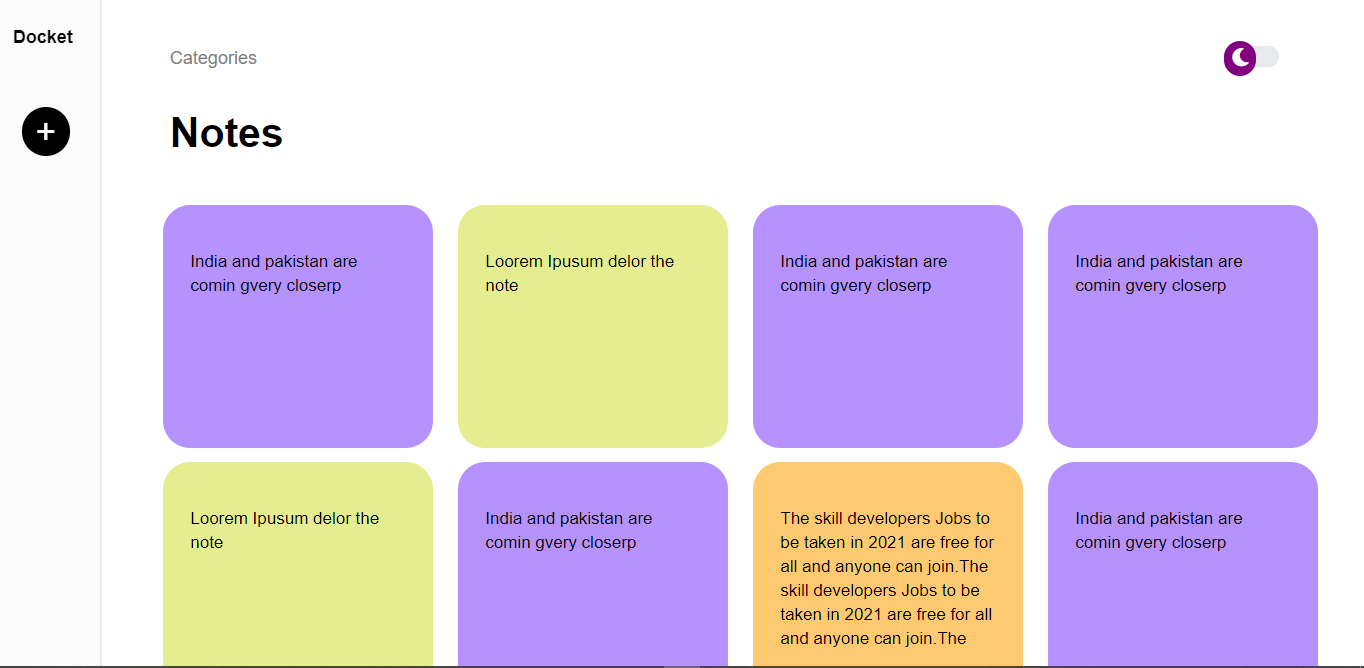 Docket
Categories
Notes
India and pakistan are
comin gvery closerp
Loorem Ipusum delor the
note
India and pakistan are
comin gvery closerp
India and pakistan are
comin gvery closerp
Loorem Ipusum delor the
note
India and pakistan are
comin gvery closerp
The skill developers Jobs to
be taken in 2021 are free for
all and anyone can join.The
skill developers Jobs to be
taken in 2021 are free for all
and anyone can join.The
India and pakistan are
comin gvery closerp